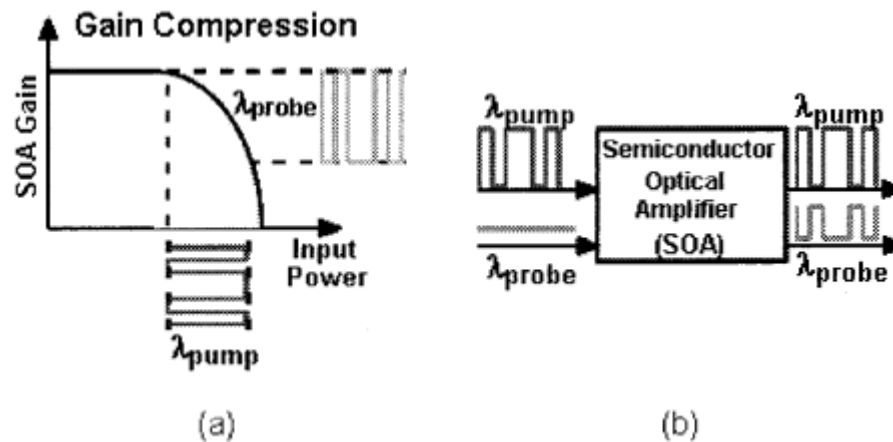 Gain Compression
SOA Gain
λprobe
Input
Power
λpump
(a)
λpump
λpump
Semiconductor
Optical
Amplifier
(SOA)
λprobe
λprobe
(b)